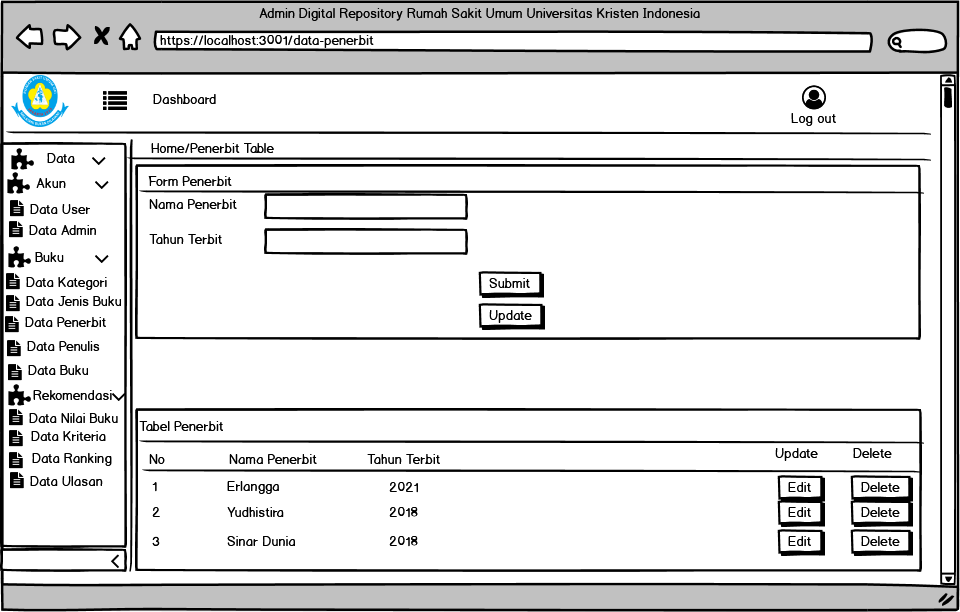 Admin Digital Repository Rumah Sakit Umum Universitas Kristen Indonesia
https://localhost:3001/data-penerbit
Dashboard
Log out
Home/Penerbit Table
Data
Akun
Data User
Data Admin
Buku
Data Kategori
Data Jenis Buku
Data Penerbit
Data Penulis
Data Buku
Rekomendasi
Data Nilai Buku
Data Kriteria
Data Ranking
Data Ulasan
Form Penerbit
Nama Penerbit
Tahun Terbit
Submit
Update
Tabel Penerbit
No Nama Penerbit Tahun Terbit Update Delete
1 Erlangga 2021 Edit Delete
2 Yudhistira 2018 Edit Delete
3 Sinar Dunia 2018 Edit Delete